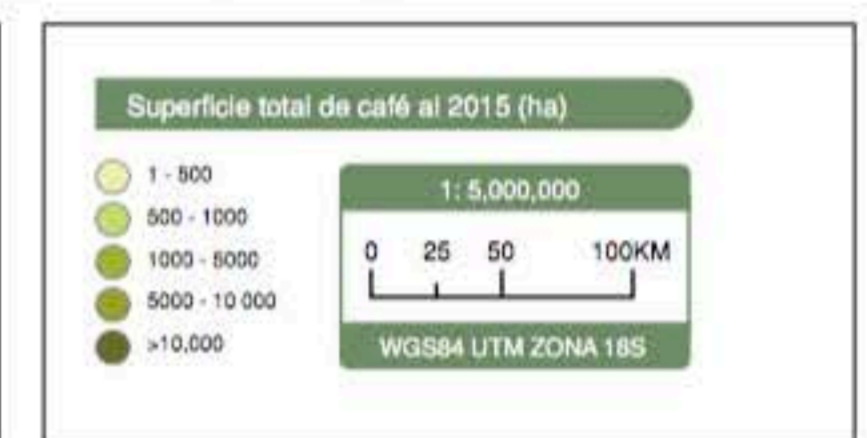 Superficie total de café al 2015 (ha)
1 - 500
500 - 1000
1000 - 5000
5000 - 10 000
>10,000
1: 5,000,000
0 25 50 100KM
WGS84 UTM ZONA 18S